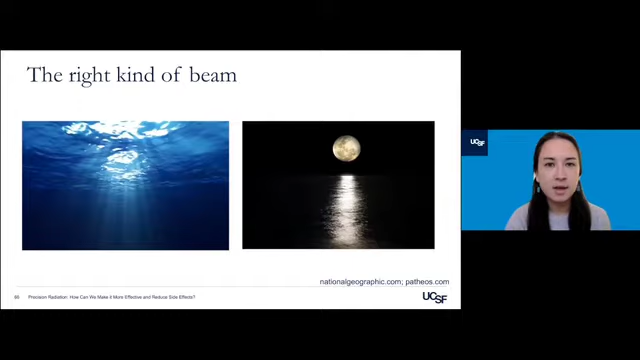 The right kind of beam
nationalgeographic.com; patheos.com
Precision Radiation: How Can We Make it More Effective and Reduce Side Effects?
UCSF
UCSF